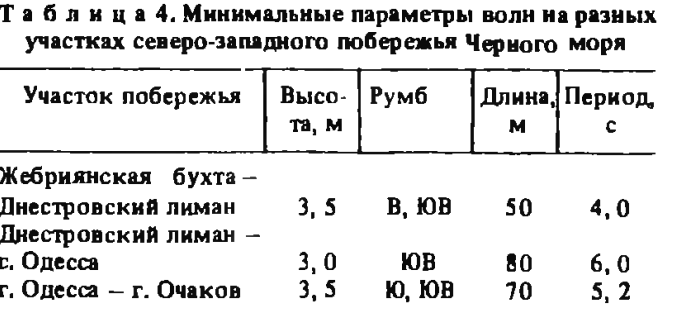 Т а б л и ц а 4. Минимальные параметры волн на разных
участках северо-западного побережья Черного моря
Участок побережья Высо- Румб Длина, Период,
та, м м с
Жебриянская бухта –
Днестровский лиман 3, 5 В, ЮВ 50 4, 0
Днестровский лиман –
г. Одесса 3, 0 ЮВ 80 6, 0
г. Одесса – г. Очаков 3, 5 Ю, ЮВ 70 5, 2